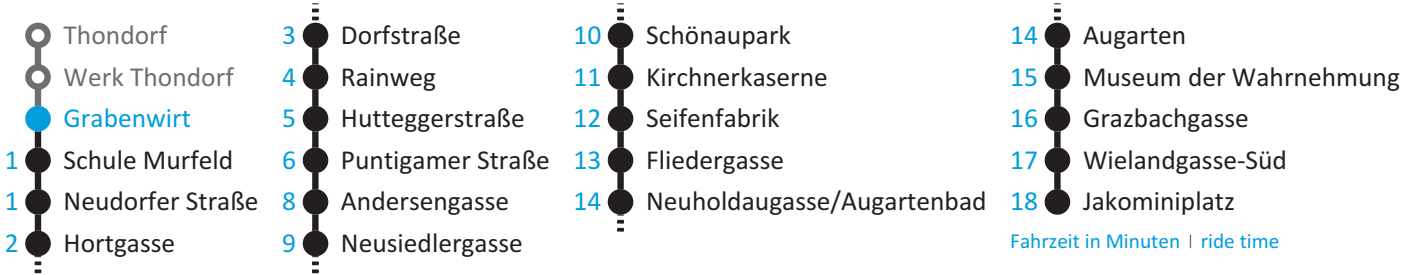 Thondorf
Werk Thondorf
Grabenwirt
1 Schule Murfeld
1 Neudorfer Straße
2 Hortgasse
3 Dorfstraße
4 Rainweg
5 Hutteggerstraße
6 Puntigamer Straße
8 Andersengasse
9 Neusiedlergasse
10 Schönaupark
11 Kirchnerkaserne
12 Seifenfabrik
13 Fliedergasse
14 Neuholdaugasse/Augartenbad
14 Augarten
15 Museum der Wahrnehmung
16 Grazbachgasse
17 Wielandgasse-Süd
18 Jakominiplatz
Fahrzeit in Minuten | ride time